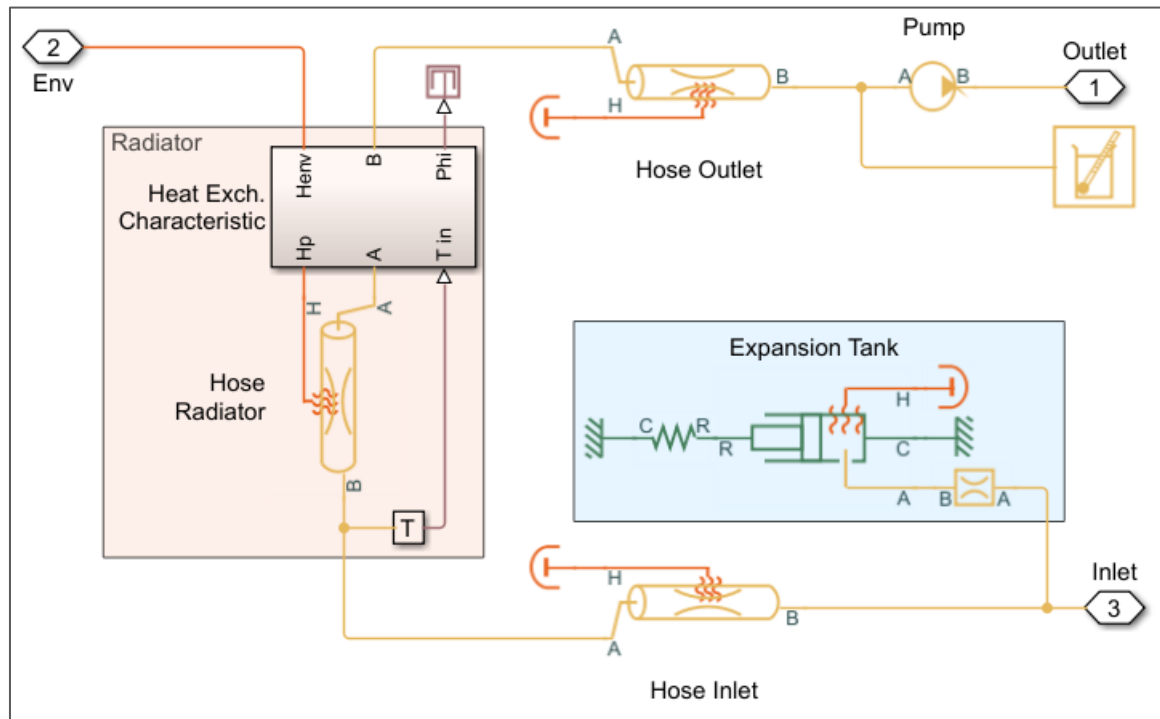 2
Env
Radiator
Heat Exch.
Characteristic
Henv
B
Phi
Hp
A
T in
H
A
Hose
Radiator
B
T
A
B
H
Hose Outlet
Pump
A
B
Outlet
1
Expansion Tank
C
R
R
H
C
A
B
A
H
A
B
Hose Inlet
Inlet
3